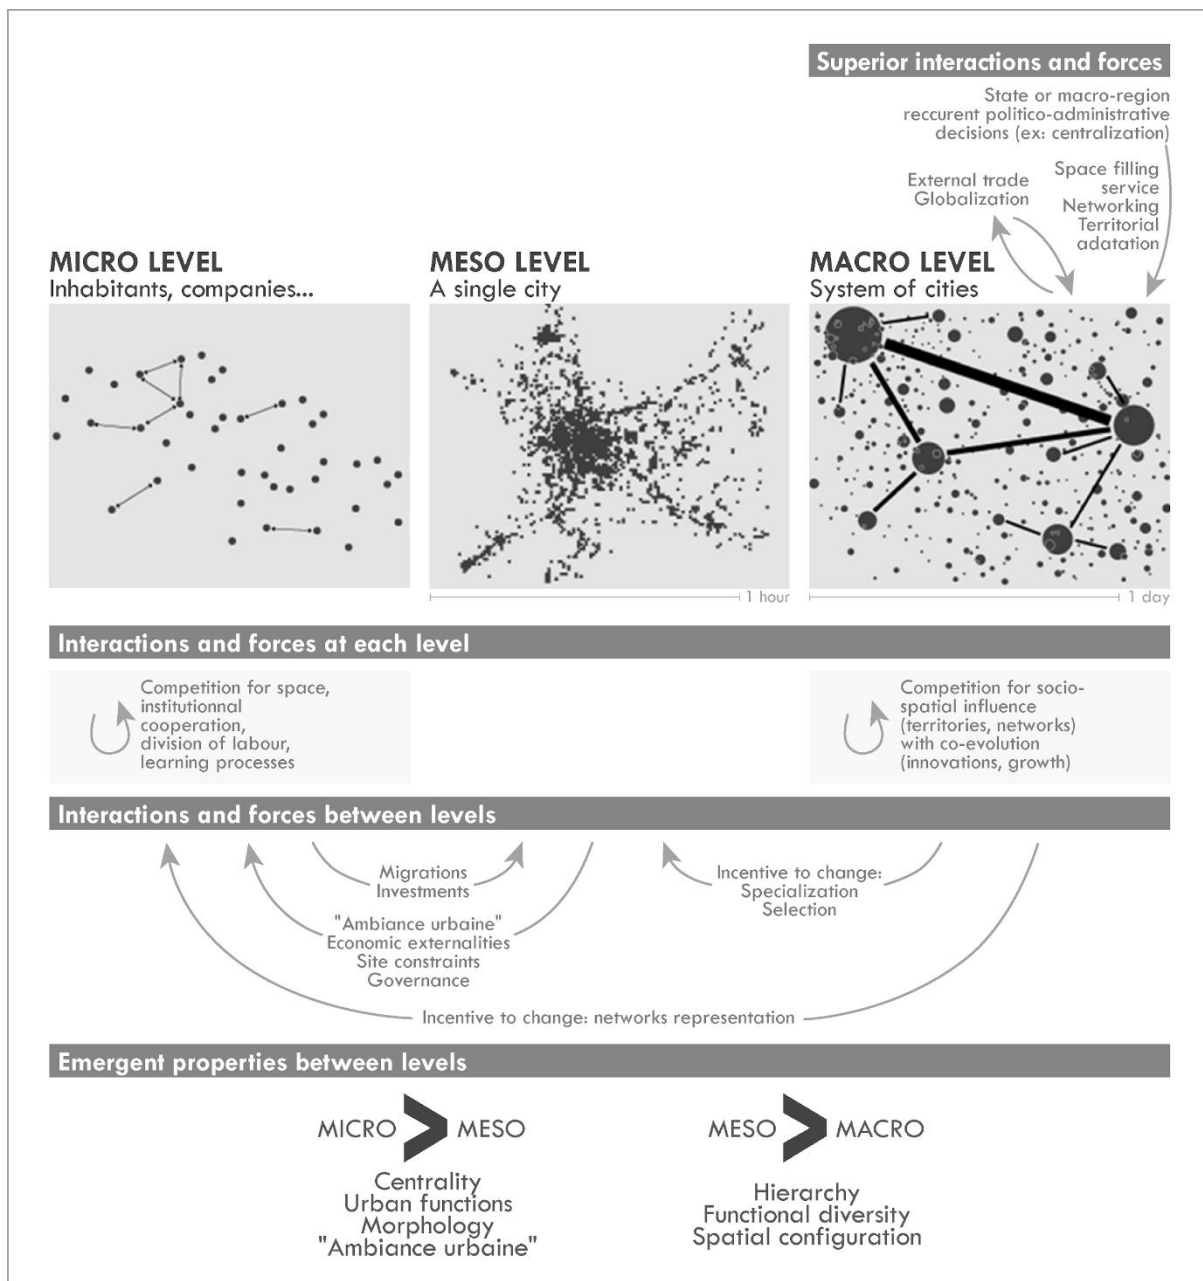 Superior interactions and forces
State or macro-region
reccurent politico-administrative
decisions (ex: centralization)
External trade
Globalization
Space filling
service
Networking
Territorial
adatation
MICRO LEVEL
Inhabitants, companies...
MESO LEVEL
A single city
MACRO LEVEL
System of cities
1 hour
1 day
Interactions and forces at each level
Competition for space,
institutionnal
cooperation,
division of labour,
learning processes
Competition for socio-
spatial influence
(territories, networks)
with co-evolution
(innovations, growth)
Interactions and forces between levels
Migrations
Investments
"Ambiance urbaine"
Economic externalities
Site constraints
Governance
Incentive to change:
Specialization
Selection
Incentive to change: networks representation
Emergent properties between levels
MICRO > MESO
Centrality
Urban functions
Morphology
"Ambiance urbaine"
MESO > MACRO
Hierarchy
Functional diversity
Spatial configuration